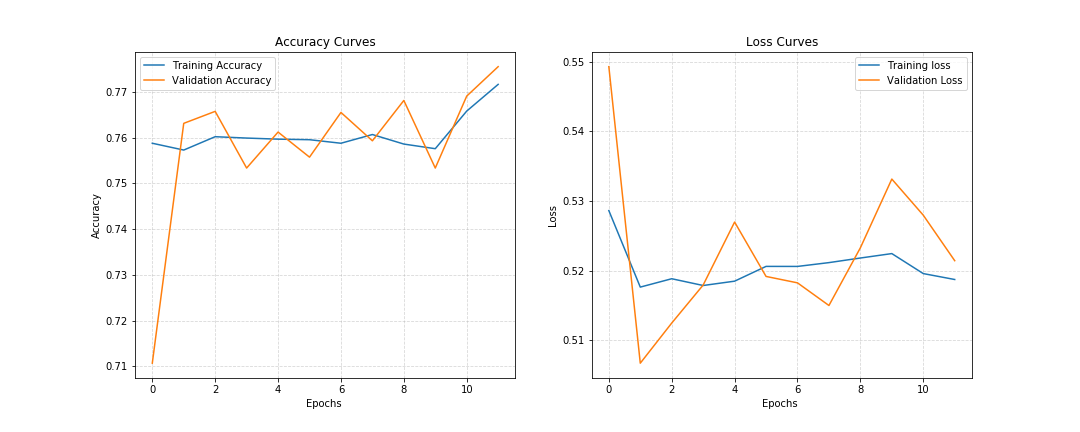 Accuracy Curves
Training Accuracy
Validation Accuracy
0.77
0.76
0.75
0.74
0.73
0.72
0.71
Accuracy
0 2 4 6 8 10
Epochs
Loss Curves
Training loss
Validation Loss
0.55
0.54
0.53
0.52
0.51
Loss
0 2 4 6 8 10
Epochs